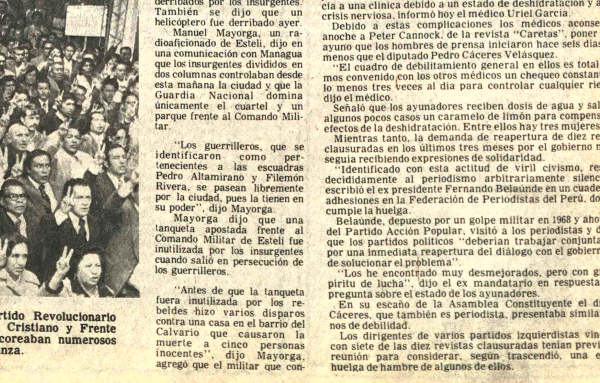 derribados por los insurgentes.
También se dijo que un
helicóptero fue derribado ayer.
Manuel Mayorga, un ra-
dioaficionado de Estelí, dijo en
una comunicación con Managua
que los insurgentes divididos en
dos columnas controlaban desde
esta mañana la ciudad y que la
Guardia Nacional domina
únicamente el cuartel y un
parque frente al Comando Mili-
tar.
"Los guerrilleros, que se
identificaron como per-
tenecientes a las escuadras
Pedro Altamirano y Filemón
Rivera, se pasean libremente
por la ciudad, pues la tienen en
su poder", dijo Mayorga.
Mayorga dijo que una
tanqueta apostada frente al
Comando Militar de Estelí fue
inutilizada por los insurgentes
cuando salió en persecución de
los guerrilleros.
"Antes de que la tanqueta
fuera inutilizada por los re-
beldes hizo varios disparos
contra una casa en el barrio del
Calvario que causaron la
muerte a cinco personas
inocentes", dijo Mayorga,
agregó que el militar que con-
cia a una clínica debido a un estado de deshidratación y a
crisis nerviosa, informó hoy el médico Uriel García.
Debido a estas complicaciones los médicos aconse
anoche a Peter Cannock, de la revista "Caretas", poner
ayuno que los hombres de prensa iniciaron hace seis días
menos que el diputado Pedro Cáceres Velásquez.
"El cuadro de debilitamiento general en ellos es total
mos convenido con los otros médicos un chequeo constant
lo menos tres veces al día para controlar cualquier rie
dijo el médico.
Señaló que los ayunadores reciben dosis de agua y sal
algunos pocos casos un caramelo de limón para compens
efectos de la deshidratación. Entre ellos hay tres mujeres
Mientras tanto, la demanda de reapertura de diez re
clausuradas en los últimos tres meses por el gobierno m
seguía recibiendo expresiones de solidaridad.
"Identificado con esta actitud de viril civismo, res
decididamente al periodismo arbitrariamente silenc
escribió el ex presidente Fernando Belaúnde en un cuade
adhesiones en la Federación de Periodistas del Perú, do
cumple la huelga.
Belaúnde, depuesto por un golpe militar en 1968 y aho
del Partido Acción Popular, visitó a los periodistas y d
que los partidos políticos "deberían trabajar conjunta
por una inmediata reapertura del diálogo con el gobiern
de solucionar el problema".
"Los he encontrado muy desmejorados, pero con g
píritu de lucha", dijo el ex mandatario en respuesta
pregunta sobre el estado de los ayunadores.
En su escaño de la Asamblea Constituyente el di
Cáceres, que también es periodista, presentaba simila
nos de debilidad.
Los dirigentes de varios partidos izquierdistas vinc
con siete de las diez revistas clausuradas tenían previ
reunión para considerar, según trascendió, una e
huelga de hambre de algunos de ellos.
rtido Revolucionario
Cristiano y Frente
coreaban numerosos
nza.